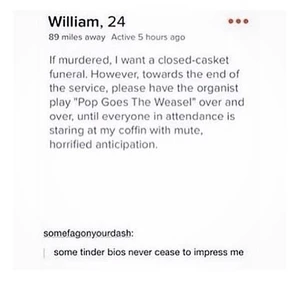 William, 24
89 miles away Active 5 hours ago
If murdered, I want a closed-casket
funeral. However, towards the end of
the service, please have the organist
play "Pop Goes The Weasel" over and
over, until everyone in attendance is
staring at my coffin with mute,
horrified anticipation.
somefagonyourdash:
some tinder bios never cease to impress me